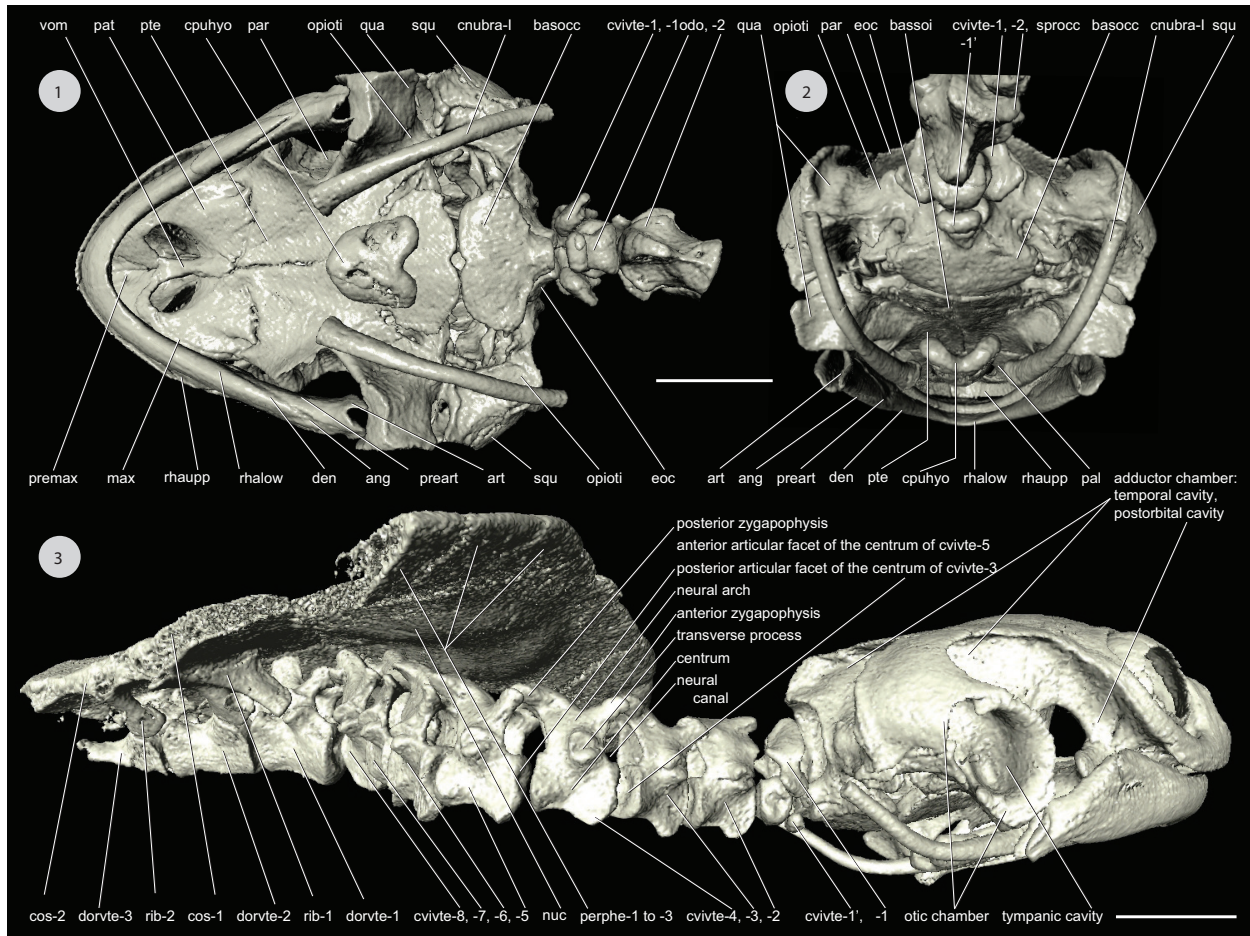 vom pat pte cpuhyo par opioti qua squ cnubra-I basocc cvivte-1, -1odo, -2 qua opioti par eoc bassoi cvivte-1, -2, sprocc basocc cnubra-I squ
-1'
1
2
premax max rhaupp rhalow den ang preart art squ opioti eoc art ang preart den pte cpuhyo rhalow rhaupp pal adductor chamber:
temporal cavity,
postorbital cavity
3
posterior zygapophysis
anterior articular facet of the centrum of cvivte-5
posterior articular facet of the centrum of cvivte-3
neural arch
anterior zygapophysis
transverse process
centrum
neural
canal
cos-2 dorvte-3 rib-2 cos-1 dorvte-2 rib-1 dorvte-1 cvivte-8, -7, -6, -5 nuc perphe-1 to -3 cvivte-4, -3, -2 cvivte-1', -1 otic chamber tympanic cavity